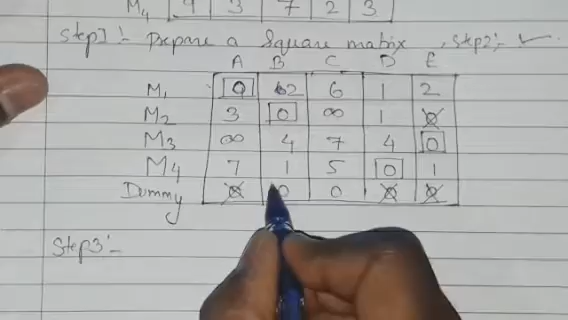 M4 4 3 7 2 3
Step1:- Prepare a Square matrix, Step2:- ✓
A B C D E
M1 0 2 6 1 2
M2 3 0 ∞ 1 0
M3 ∞ 4 7 4 0
M4 7 1 5 0 1
Dummy 0 0 0 0 0
Step3:-